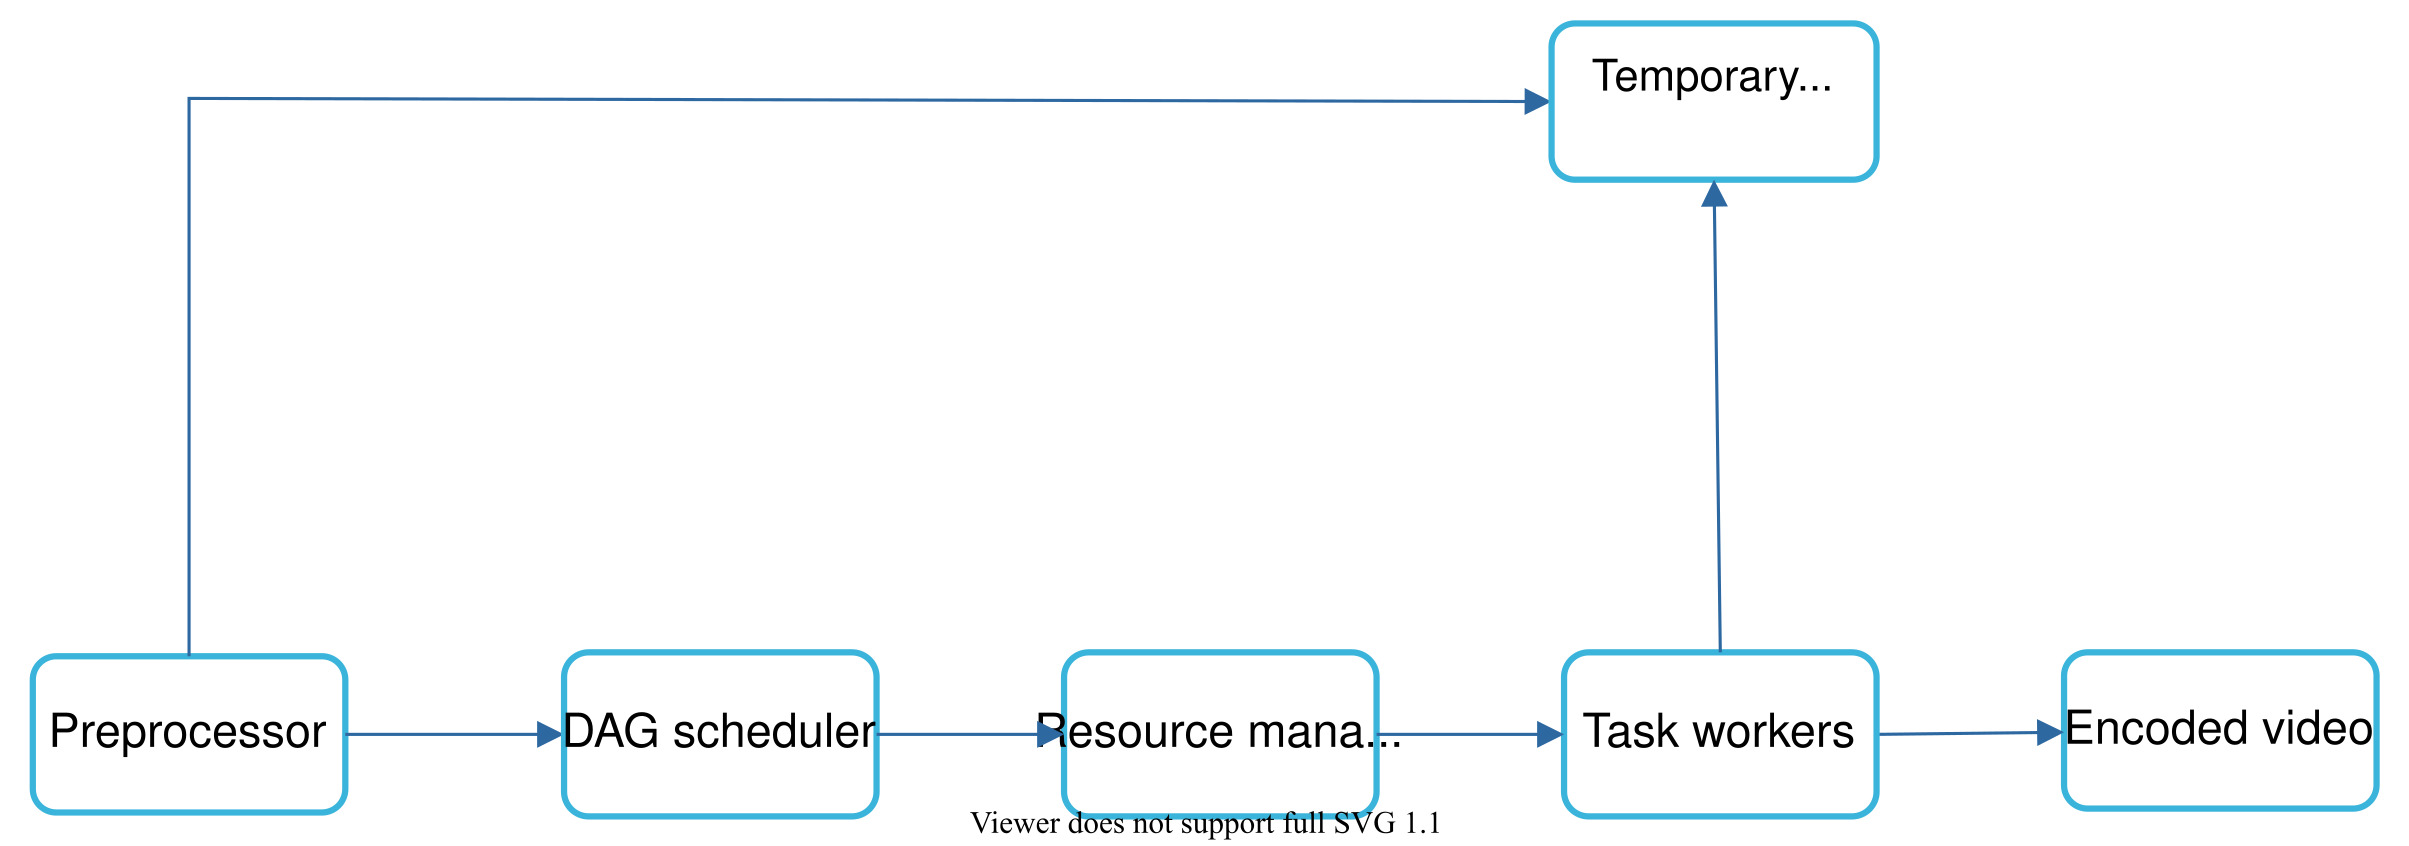 Temporary...
Preprocessor
DAG scheduler
Resource mana...
Task workers
Encoded video
Viewer does not support full SVG 1.1